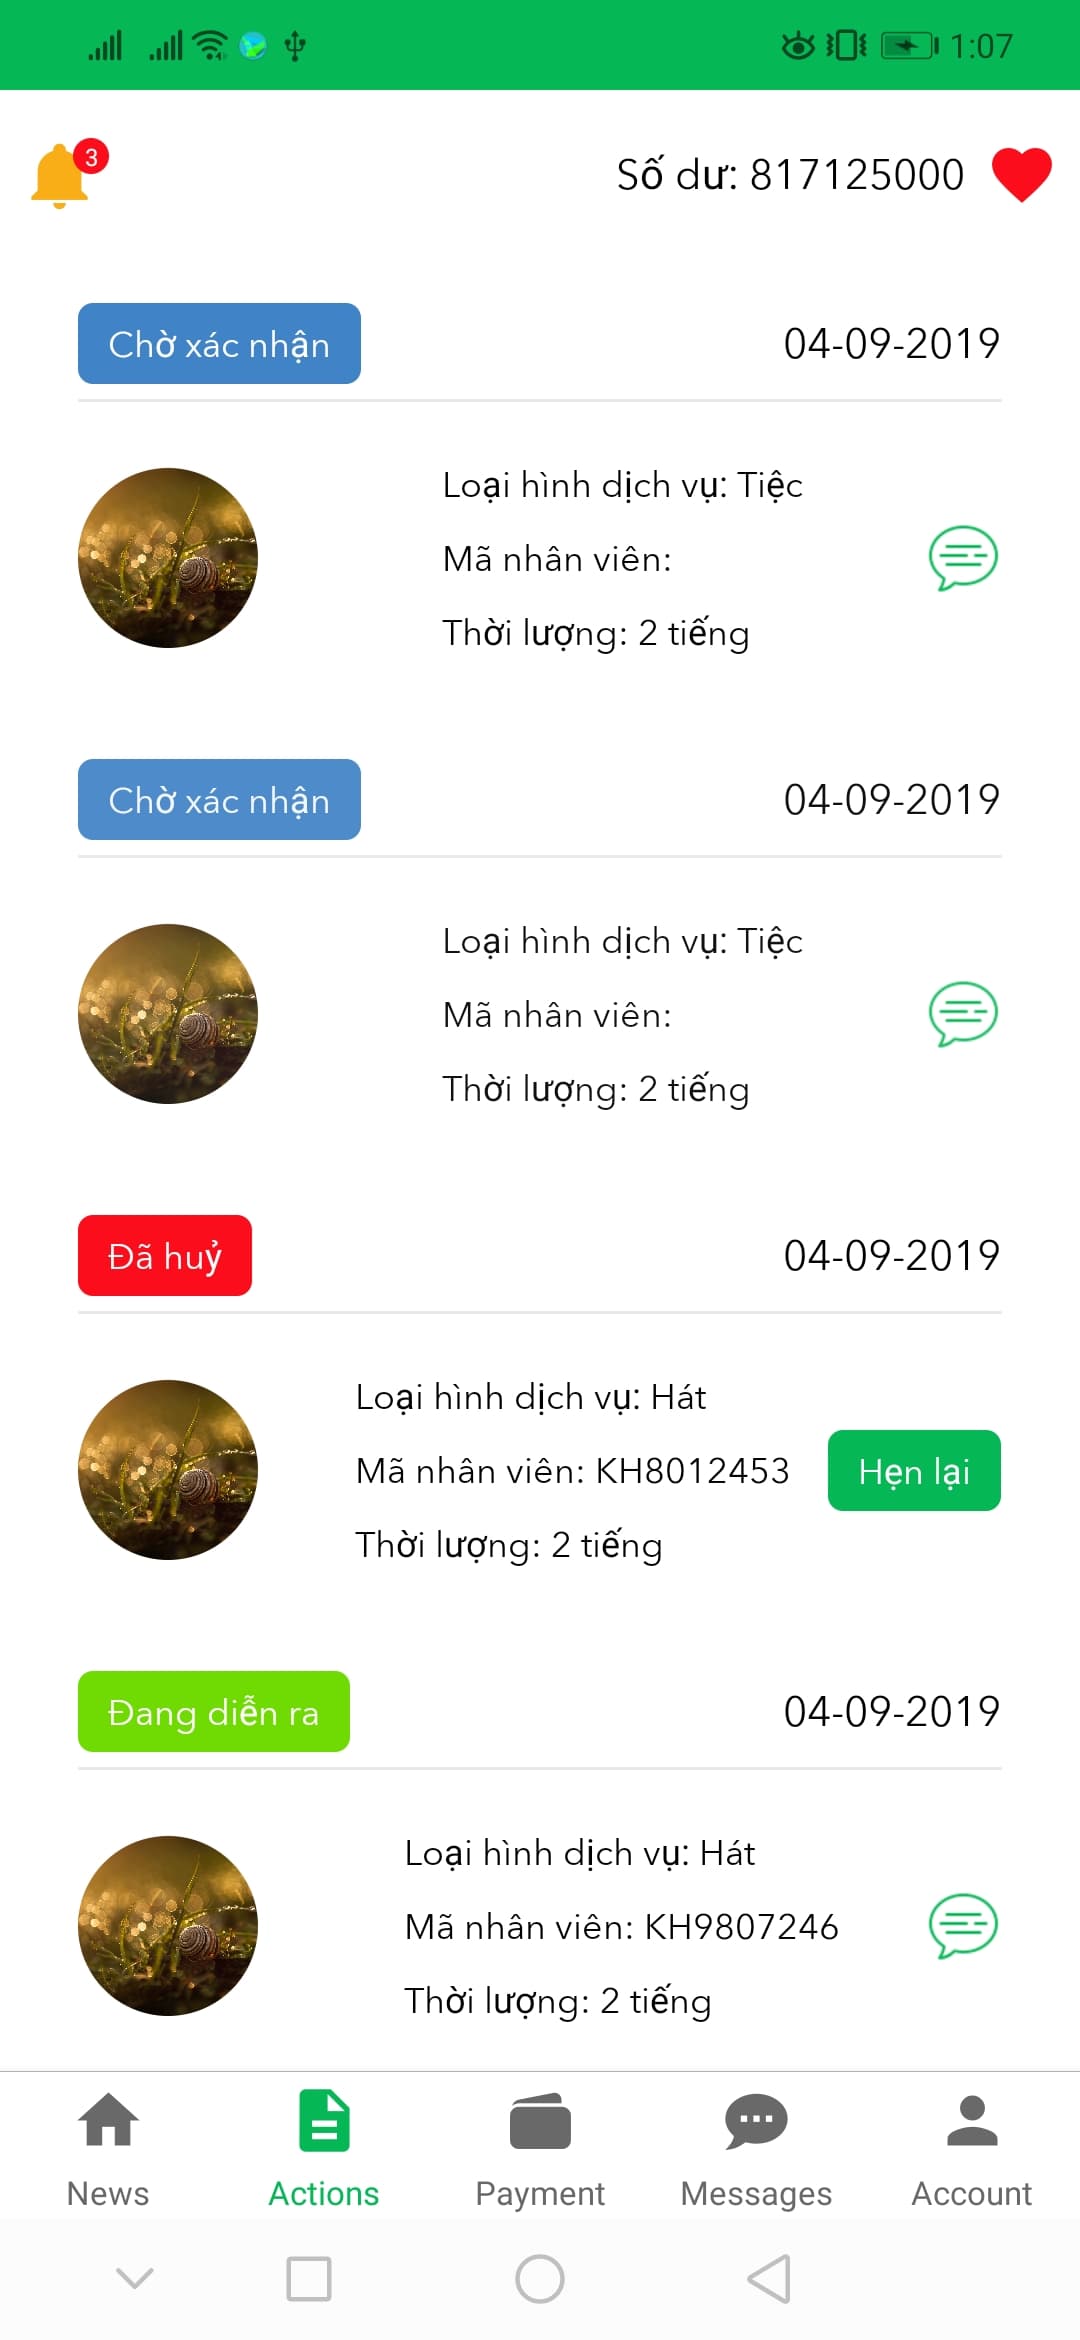 1:07
3
Số dư: 817125000
Chờ xác nhận
04-09-2019
Loại hình dịch vụ: Tiệc
Mã nhân viên:
Thời lượng: 2 tiếng
Chờ xác nhận
04-09-2019
Loại hình dịch vụ: Tiệc
Mã nhân viên:
Thời lượng: 2 tiếng
Đã huỷ
04-09-2019
Loại hình dịch vụ: Hát
Mã nhân viên: KH8012453
Hẹn lại
Thời lượng: 2 tiếng
Đang diễn ra
04-09-2019
Loại hình dịch vụ: Hát
Mã nhân viên: KH9807246
Thời lượng: 2 tiếng
News
Actions
Payment
Messages
Account